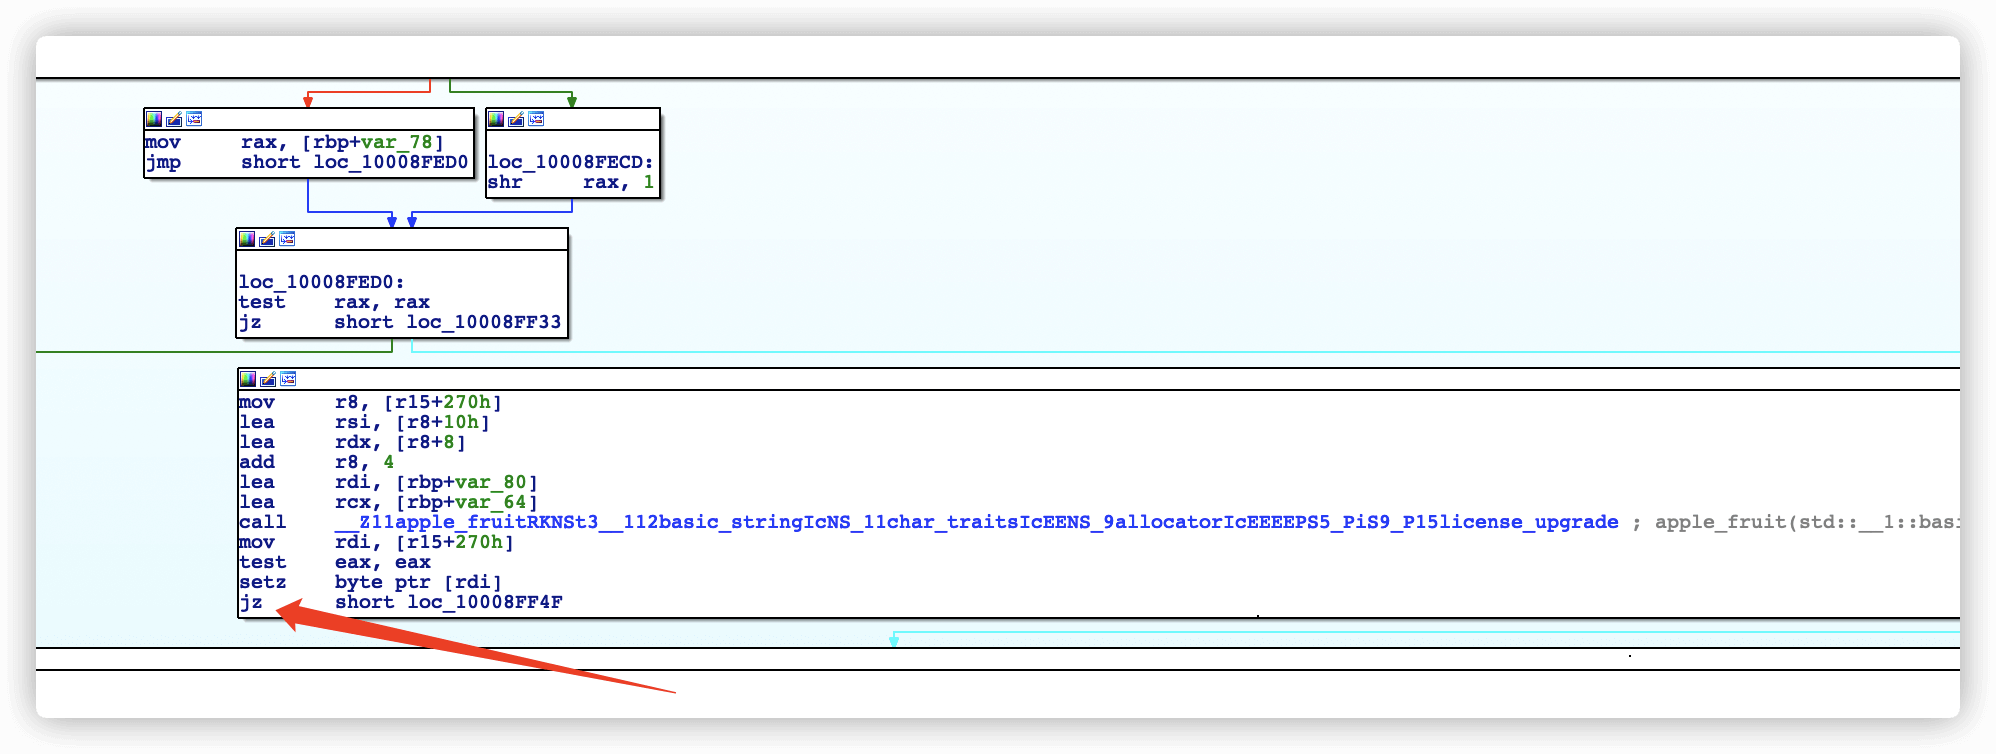 mov rax, [rbp+var_78]
jmp short loc_10008FED0
loc_10008FECD:
shr rax, 1
loc_10008FED0:
test rax, rax
jz short loc_10008FF33
mov r8, [r15+270h]
lea rsi, [r8+10h]
lea rdx, [r8+8]
add r8, 4
lea rdi, [rbp+var_80]
lea rcx, [rbp+var_64]
call __Z11apple_fruitRKNSt3__112basic_stringIcNS_11char_traitsIcEENS_9allocatorIcEEEEPS5_PiS9_P15license_upgrade ; apple_fruit(std::__1::basi
mov rdi, [r15+270h]
test eax, eax
setz byte ptr [rdi]
jz short loc_10008FF4F